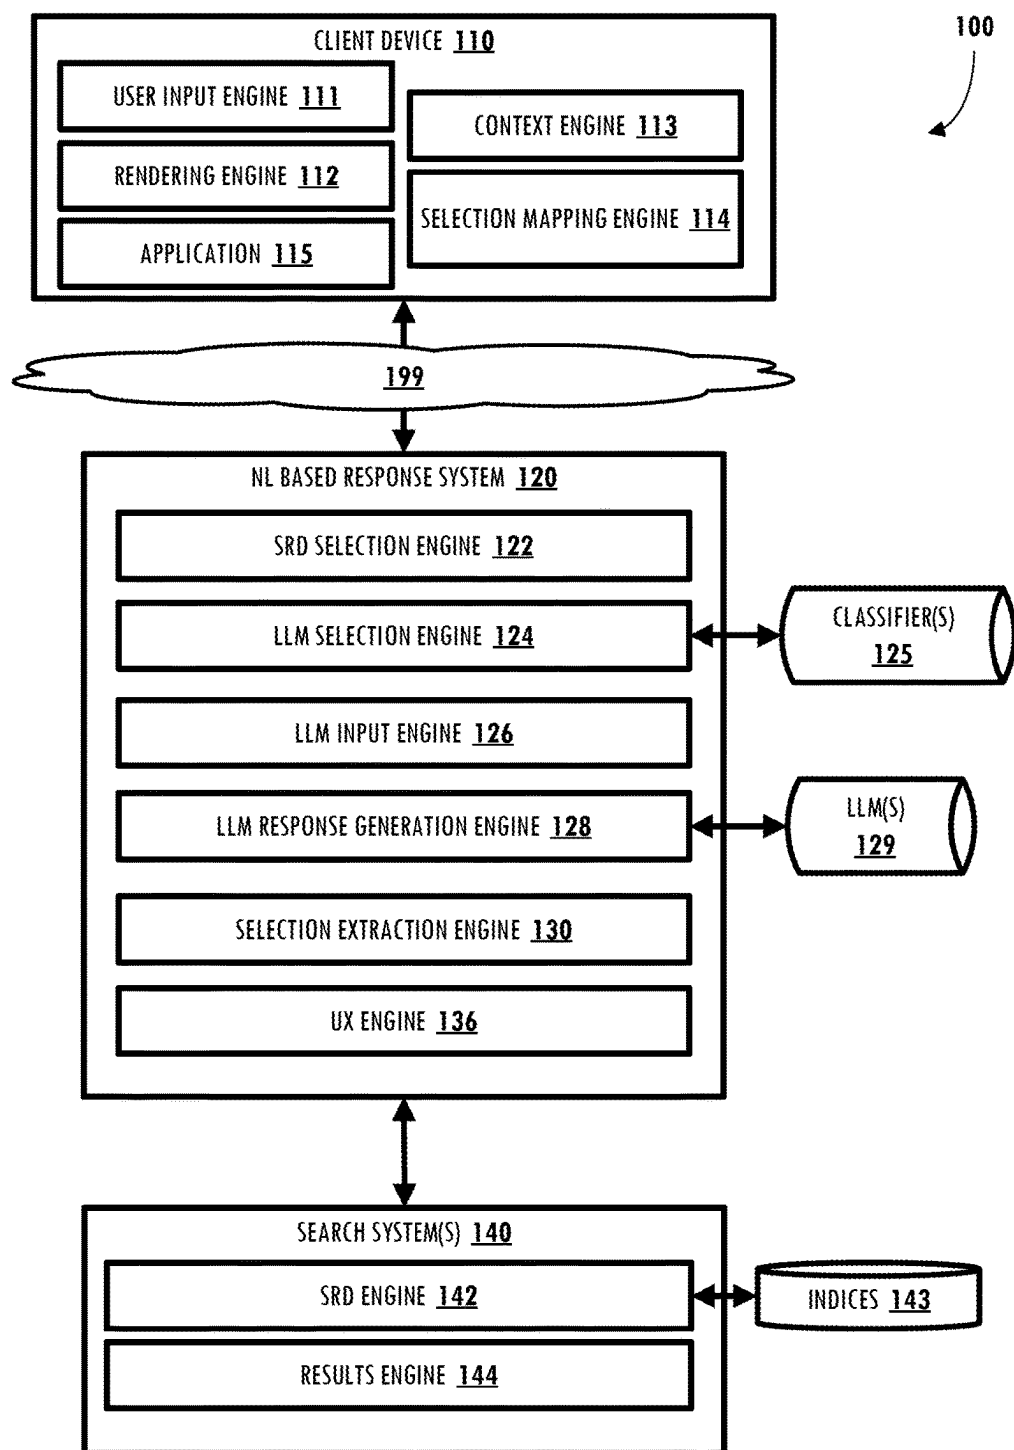 100
CLIENT DEVICE 110
USER INPUT ENGINE 111
RENDERING ENGINE 112
APPLICATION 115
CONTEXT ENGINE 113
SELECTION MAPPING ENGINE 114
199
NL BASED RESPONSE SYSTEM 120
SRD SELECTION ENGINE 122
LLM SELECTION ENGINE 124
CLASSIFIER(S)
125
LLM INPUT ENGINE 126
LLM RESPONSE GENERATION ENGINE 128
LLM(S)
129
SELECTION EXTRACTION ENGINE 130
UX ENGINE 136
SEARCH SYSTEM(S) 140
SRD ENGINE 142
INDICES 143
RESULTS ENGINE 144